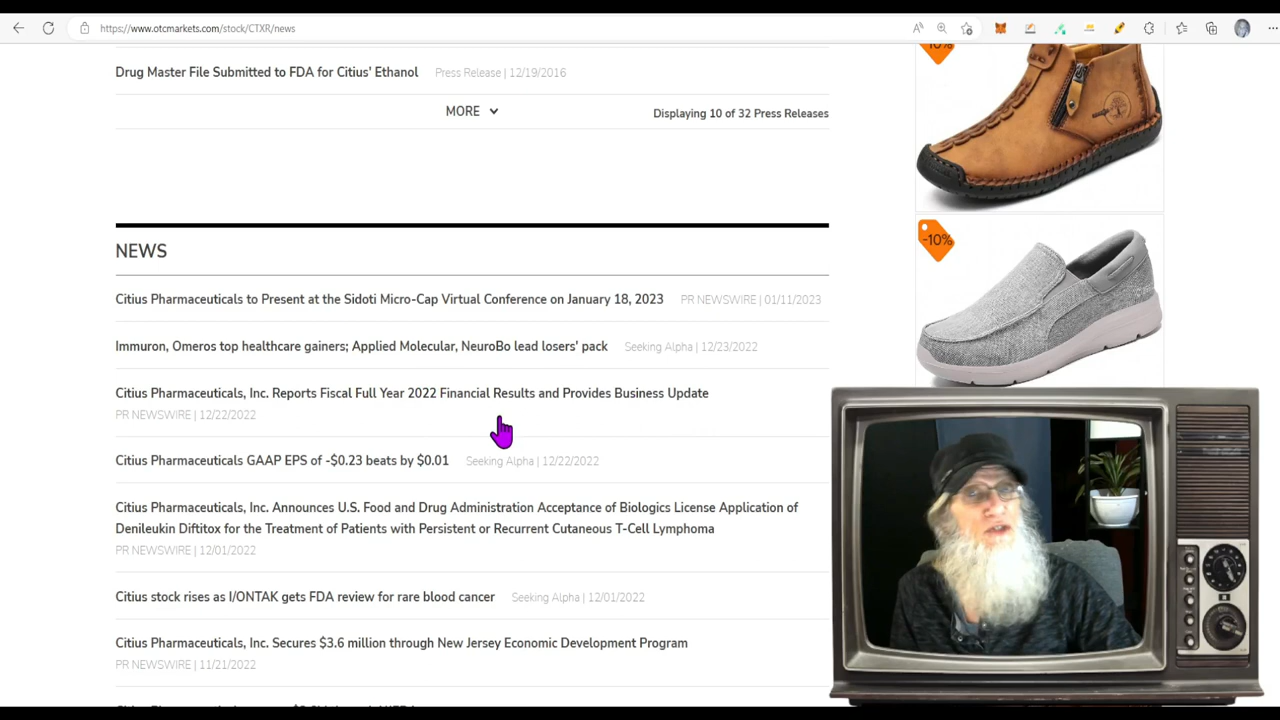 https://www.otcmarkets.com/stock/CTXR/news
Drug Master File Submitted to FDA for Citius' Ethanol Press Release | 12/19/2016
MORE
Displaying 10 of 32 Press Releases
-10%
-10%
NEWS
Citius Pharmaceuticals to Present at the Sidoti Micro-Cap Virtual Conference on January 18, 2023 PR NEWSWIRE | 01/11/2023
Immuron, Omeros top healthcare gainers; Applied Molecular, NeuroBo lead losers' pack Seeking Alpha | 12/23/2022
Citius Pharmaceuticals, Inc. Reports Fiscal Full Year 2022 Financial Results and Provides Business Update
PR NEWSWIRE | 12/22/2022
Citius Pharmaceuticals GAAP EPS of -$0.23 beats by $0.01 Seeking Alpha | 12/22/2022
Citius Pharmaceuticals, Inc. Announces U.S. Food and Drug Administration Acceptance of Biologics License Application of
Denileukin Diftitox for the Treatment of Patients with Persistent or Recurrent Cutaneous T-Cell Lymphoma
PR NEWSWIRE | 12/01/2022
Citius stock rises as I/ONTAK gets FDA review for rare blood cancer Seeking Alpha | 12/01/2022
Citius Pharmaceuticals, Inc. Secures $3.6 million through New Jersey Economic Development Program
PR NEWSWIRE | 11/21/2022